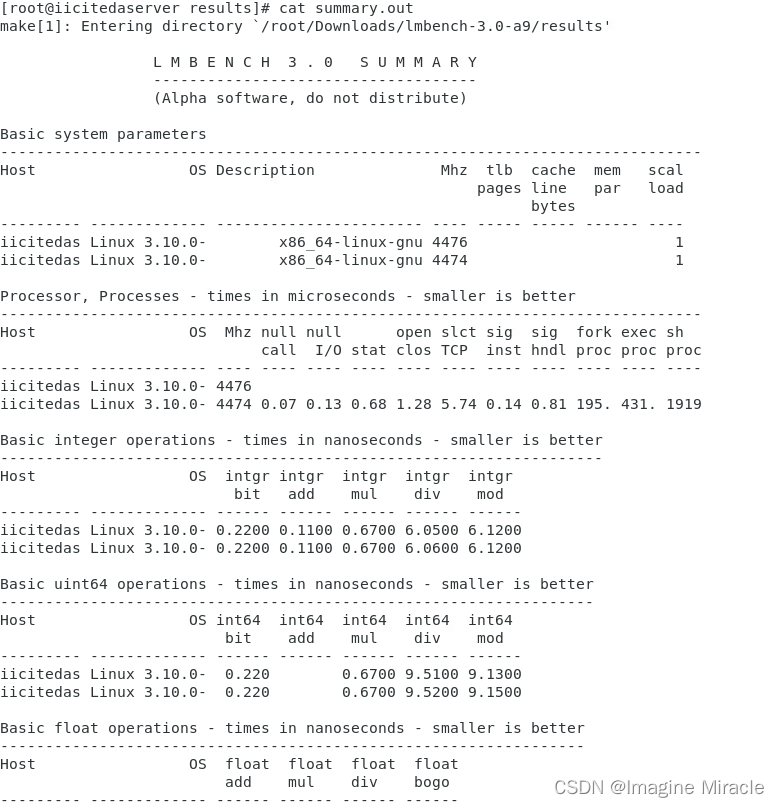 [root@iicitedaserver results]# cat summary.out
make[1]: Entering directory `/root/Downloads/lmbench-3.0-a9/results'

                 L M B E N C H  3 . 0   S U M M A R Y
                 ------------------------------------
                 (Alpha software, do not distribute)

Basic system parameters
------------------------------------------------------------------------------
Host                 OS Description              Mhz  tlb  cache  mem   scal
                                                     pages line   par   load
                                                           bytes
--------- ------------- ----------------------- ---- ----- ----- ------ ----
iicitedas Linux 3.10.0-        x86_64-linux-gnu 4476                       1
iicitedas Linux 3.10.0-        x86_64-linux-gnu 4474                       1

Processor, Processes - times in microseconds - smaller is better
------------------------------------------------------------------------------
Host                 OS  Mhz null null      open slct sig  sig  fork exec sh
                             call  I/O stat clos TCP  inst hndl proc proc proc
--------- ------------- ---- ---- ---- ---- ---- ---- ---- ---- ---- ---- ----
iicitedas Linux 3.10.0- 4476
iicitedas Linux 3.10.0- 4474 0.07 0.13 0.68 1.28 5.74 0.14 0.81 195. 431. 1919

Basic integer operations - times in nanoseconds - smaller is better
-------------------------------------------------------------------
Host                 OS  intgr intgr  intgr  intgr  intgr
                          bit   add    mul    div    mod
--------- ------------- ------ ------ ------ ------ ------
iicitedas Linux 3.10.0- 0.2200 0.1100 0.6700 6.0500 6.1200
iicitedas Linux 3.10.0- 0.2200 0.1100 0.6700 6.0600 6.1200

Basic uint64 operations - times in nanoseconds - smaller is better
------------------------------------------------------------------
Host                 OS int64  int64  int64  int64  int64
                         bit    add    mul    div    mod
--------- ------------- ------ ------ ------ ------ ------
iicitedas Linux 3.10.0-  0.220        0.6700 9.5100 9.1300
iicitedas Linux 3.10.0-  0.220        0.6700 9.5200 9.1500

Basic float operations - times in nanoseconds - smaller is better
-----------------------------------------------------------------
Host                 OS  float  float  float  float
                         add    mul    div    bogo
--------- ------------- ------ ------ ------ ------
CSDN @Imagine Miracle